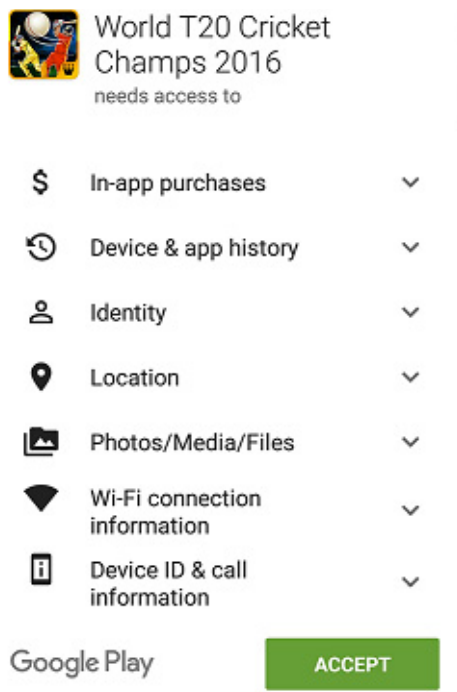 World T20 Cricket
Champs 2016
needs access to
$ In-app purchases
Device & app history
Identity
Location
Photos/Media/Files
Wi-Fi connection
information
Device ID & call
information
Google Play
ACCEPT